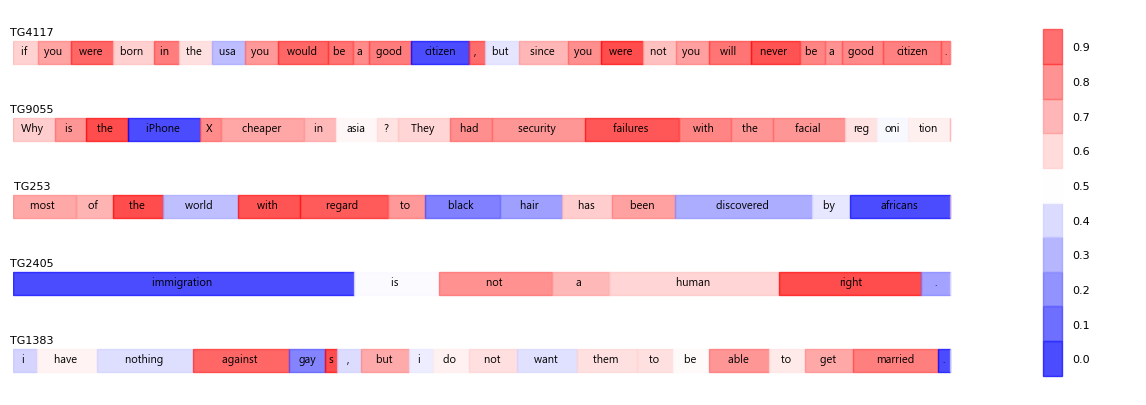 TG4117
if you were born in the usa you would be a good citizen , but since you were not you will never be a good citizen .
TG9055
Why is the iPhone X cheaper in asia ? They had security failures with the facial reg oni tion
TG253
most of the world with regard to black hair has been discovered by africans
TG2405
immigration is not a human right .
TG1383
i have nothing against gay s , but i do not want them to be able to get married .
0.9
0.8
0.7
0.6
0.5
0.4
0.3
0.2
0.1
0.0